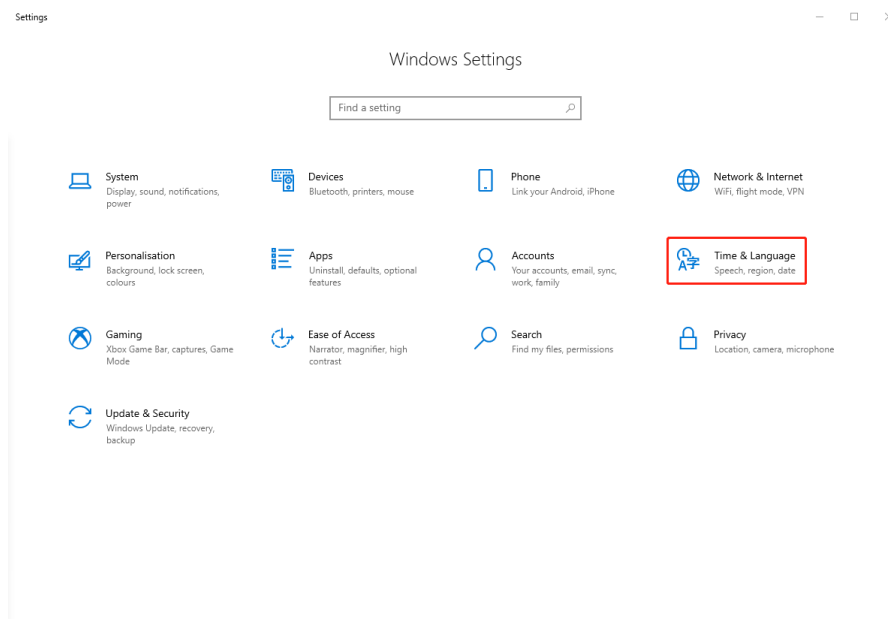 Settings
Windows Settings
Find a setting
System
Display, sound, notifications,
power
Devices
Bluetooth, printers, mouse
Phone
Link your Android, iPhone
Network & Internet
WiFi, flight mode, VPN
Personalisation
Background, lock screen,
colours
Apps
Uninstall, defaults, optional
features
Accounts
Your accounts, email, sync,
work, family
Time & Language
Speech, region, date
Gaming
Xbox Game Bar, captures, Game
Mode
Ease of Access
Narrator, magnifier, high
contrast
Search
Find my files, permissions
Privacy
Location, camera, microphone
Update & Security
Windows Update, recovery,
backup